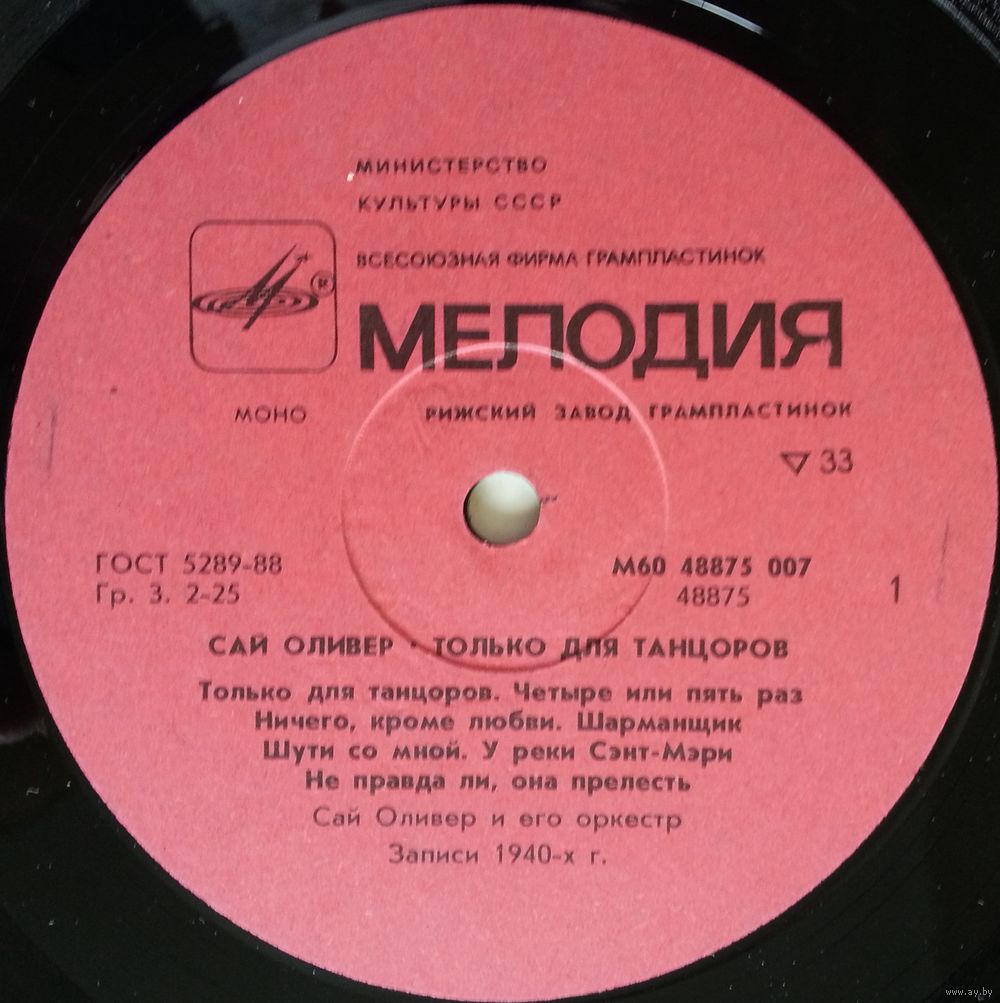 МИНИСТЕРСТВО
КУЛЬТУРЫ СССР
ВСЕСОЮЗНАЯ ФИРМА ГРАМПЛАСТИНОК
®
МЕЛОДИЯ
МОНО
РИЖСКИЙ ЗАВОД ГРАМПЛАСТИНОК
▽ 33
ГОСТ 5289-88
Гр. 3. 2-25
М60 48875 007
48875
1
САЙ ОЛИВЕР • ТОЛЬКО ДЛЯ ТАНЦОРОВ
Только для танцоров. Четыре или пять раз
Ничего, кроме любви. Шарманщик
Шути со мной. У реки Сэнт-Мэри
Не правда ли, она прелесть
Сай Оливер и его оркестр
Записи 1940-х г.
www.ay.by